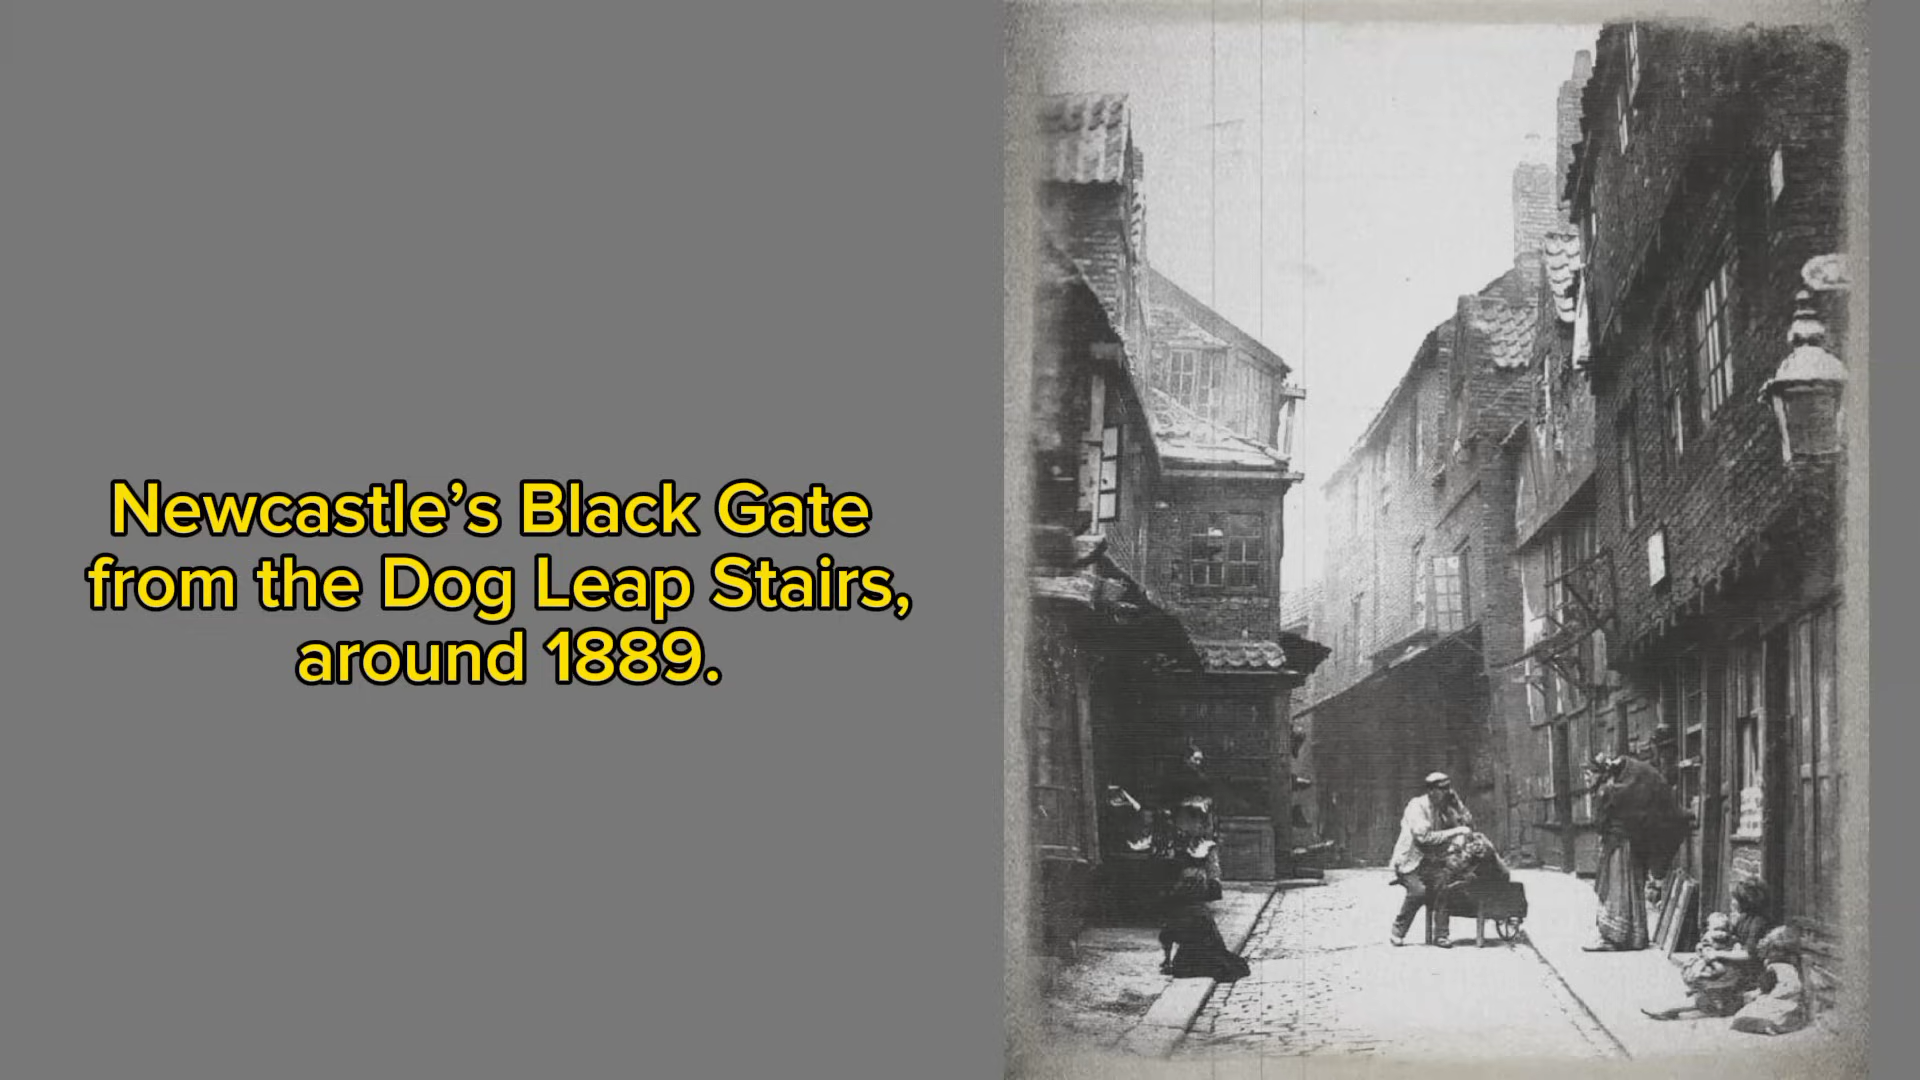 Newcastle’s Black Gate
from the Dog Leap Stairs,
around 1889.